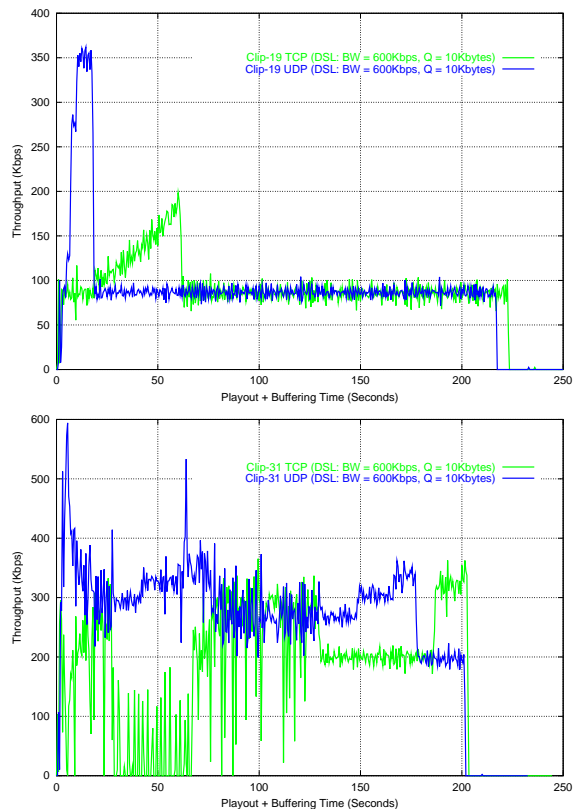 400
350
300
250
200
150
100
50
0
Throughput (Kbps)
Clip-19 TCP (DSL: BW = 600Kbps, Q = 10Kbytes)
Clip-19 UDP (DSL: BW = 600Kbps, Q = 10Kbytes)
0 50 100 150 200 250
Playout + Buffering Time (Seconds)
600
500
400
300
200
100
0
Throughput (Kbps)
Clip-31 TCP (DSL: BW = 600Kbps, Q = 10Kbytes)
Clip-31 UDP (DSL: BW = 600Kbps, Q = 10Kbytes)
0 50 100 150 200 250
Playout + Buffering Time (Seconds)